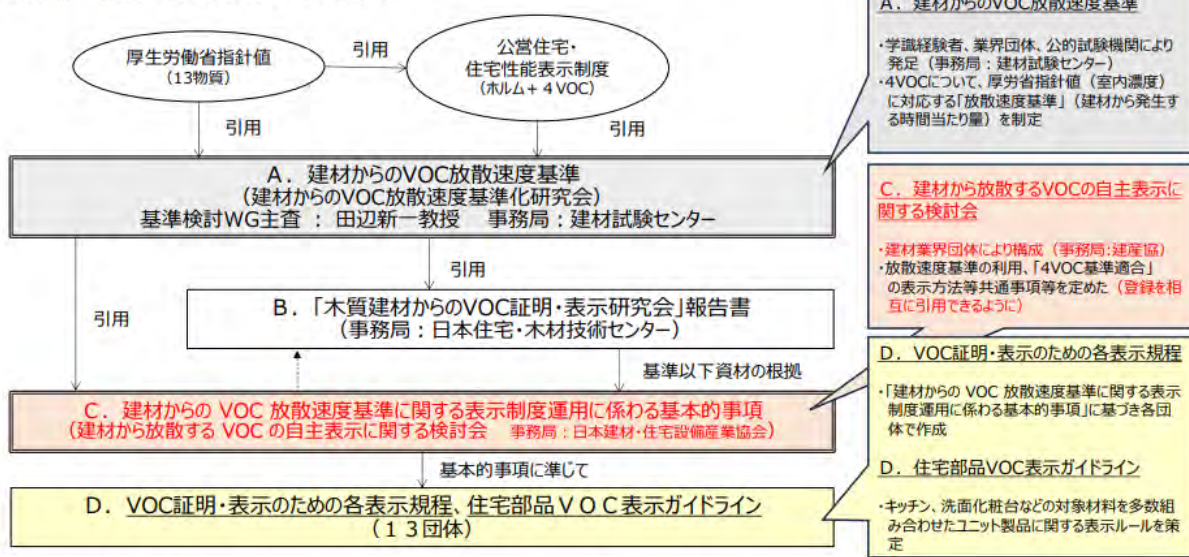 厚生労働省指針値
(13物質)
引用
公営住宅・
住宅性能表示制度
(ホルム+4VOC)
引用
引用
A. 建材からのVOC放散速度基準
(建材からのVOC放散速度基準化研究会)
基準検討WG主査 : 田辺新一教授 事務局:建材試験センター
引用
引用
B.「木質建材からのVOC証明・表示研究会」報告書
(事務局:日本住宅・木材技術センター)
基準以下資材の根拠
C. 建材からの VOC 放散速度基準に関する表示制度運用に係わる基本的事項
(建材から放散する VOC の自主表示に関する検討会 事務局:日本建材・住宅設備産業協会)
基本的事項に準じて
D. VOC証明・表示のための各表示規程、住宅部品VOC表示ガイドライン
(13団体)
A. 建材からのVOC放散速度基準
・学識経験者、業界団体、公的試験機関により
発足(事務局:建材試験センター)
・4VOCについて、厚労省指針値(室内濃度)
に対応する「放散速度基準」(建材から発生す
る時間当たり量)を制定
C. 建材から放散するVOCの自主表示に
関する検討会
・建材業界団体により構成(事務局:建産協)
・放散速度基準の利用、「4VOC基準適合」
の表示方法等共通事項等を定めた(登録を相
互に引用できるように)
D. VOC証明・表示のための各表示規程
・「建材からの VOC 放散速度基準に関する表示
制度運用に係わる基本的事項」に基づき各団
体で作成
D. 住宅部品VOC表示ガイドライン
・キッチン、洗面化粧台などの対象材料を多数組
み合わせたユニット製品に関する表示ルールを策
定